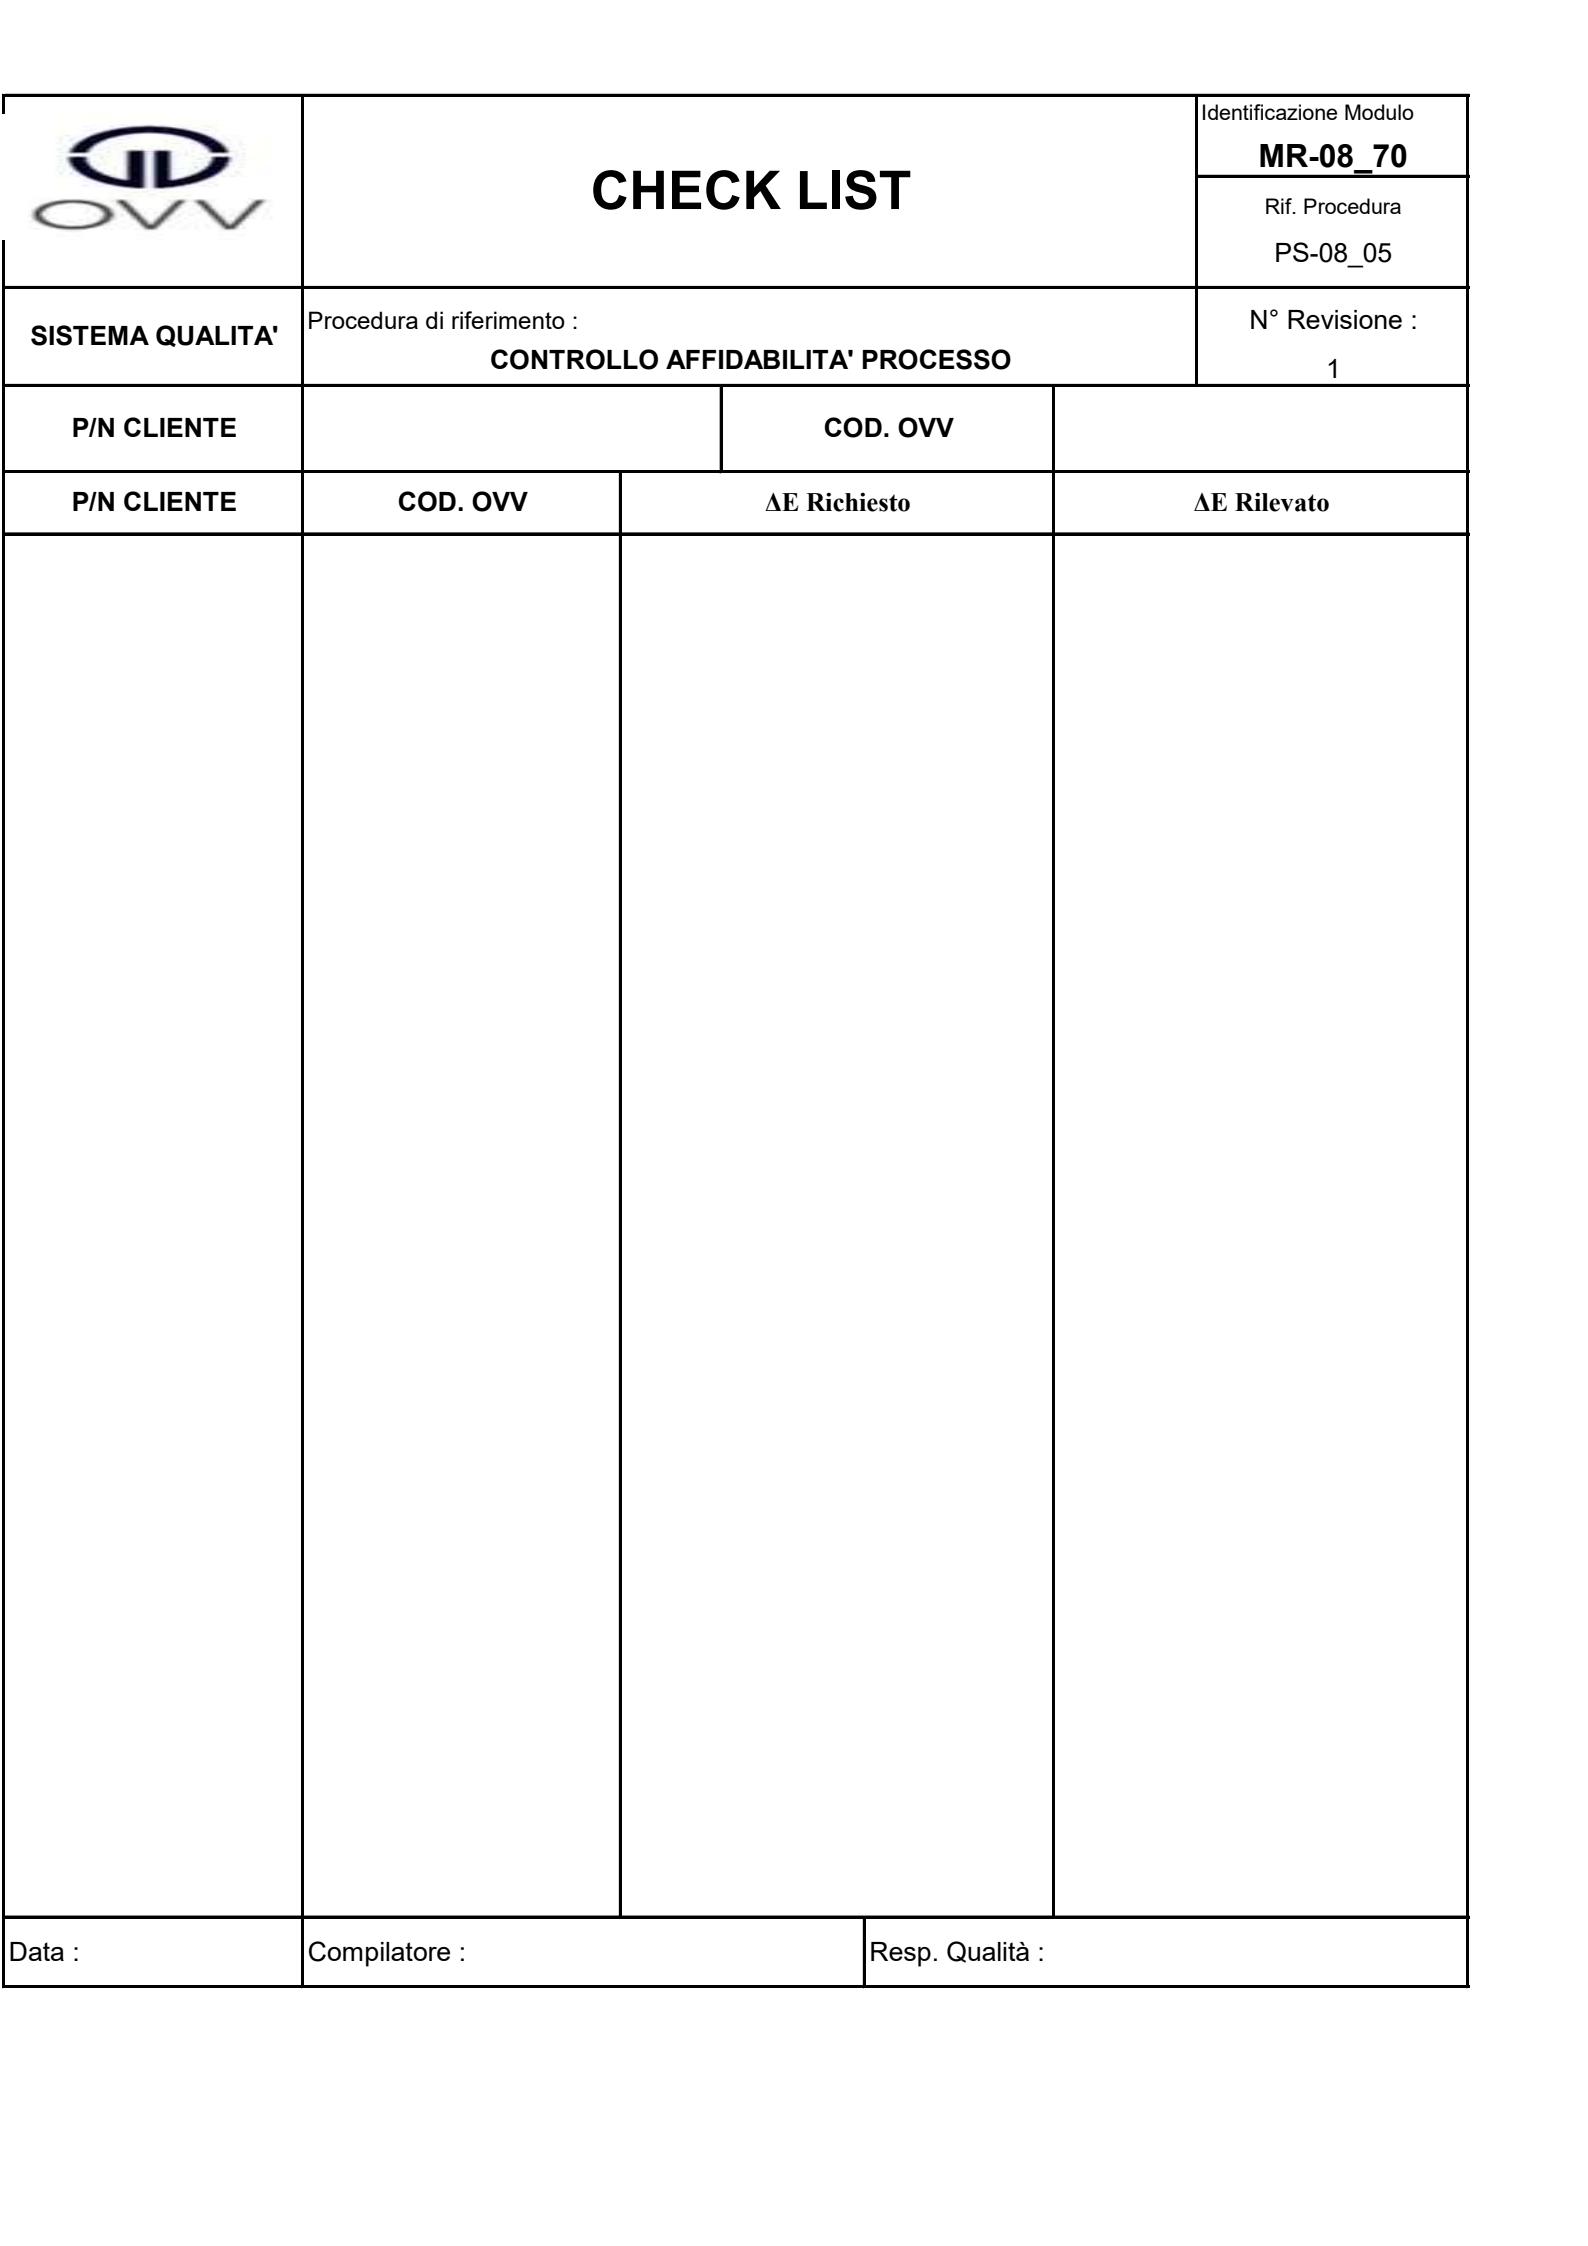 OVV
CHECK LIST
Identificazione Modulo
MR-08_70
Rif. Procedura
PS-08_05
SISTEMA QUALITA'
Procedura di riferimento :
CONTROLLO AFFIDABILITA' PROCESSO
N° Revisione :
1
P/N CLIENTE
COD. OVV
P/N CLIENTE
COD. OVV
ΔE Richiesto
ΔE Rilevato
Data :
Compilatore :
Resp. Qualità :